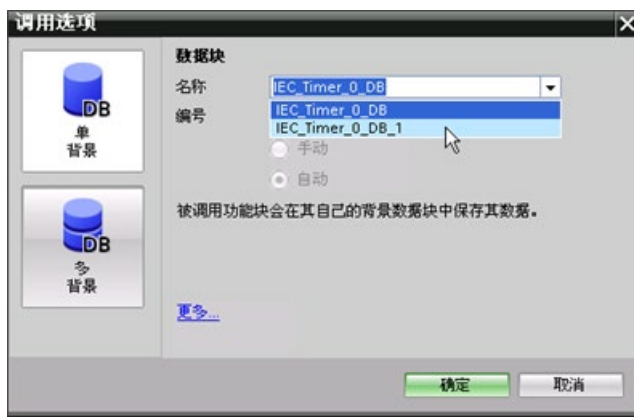 调用选项
数据块
名称
IEC_Timer_0_DB
IEC_Timer_0_DB
IEC_Timer_0_DB_1
编号
手动
自动
被调用功能块会在其自己的背景数据块中保存其数据。
更多...
DB
单
背景
DB
多
背景
确定
取消